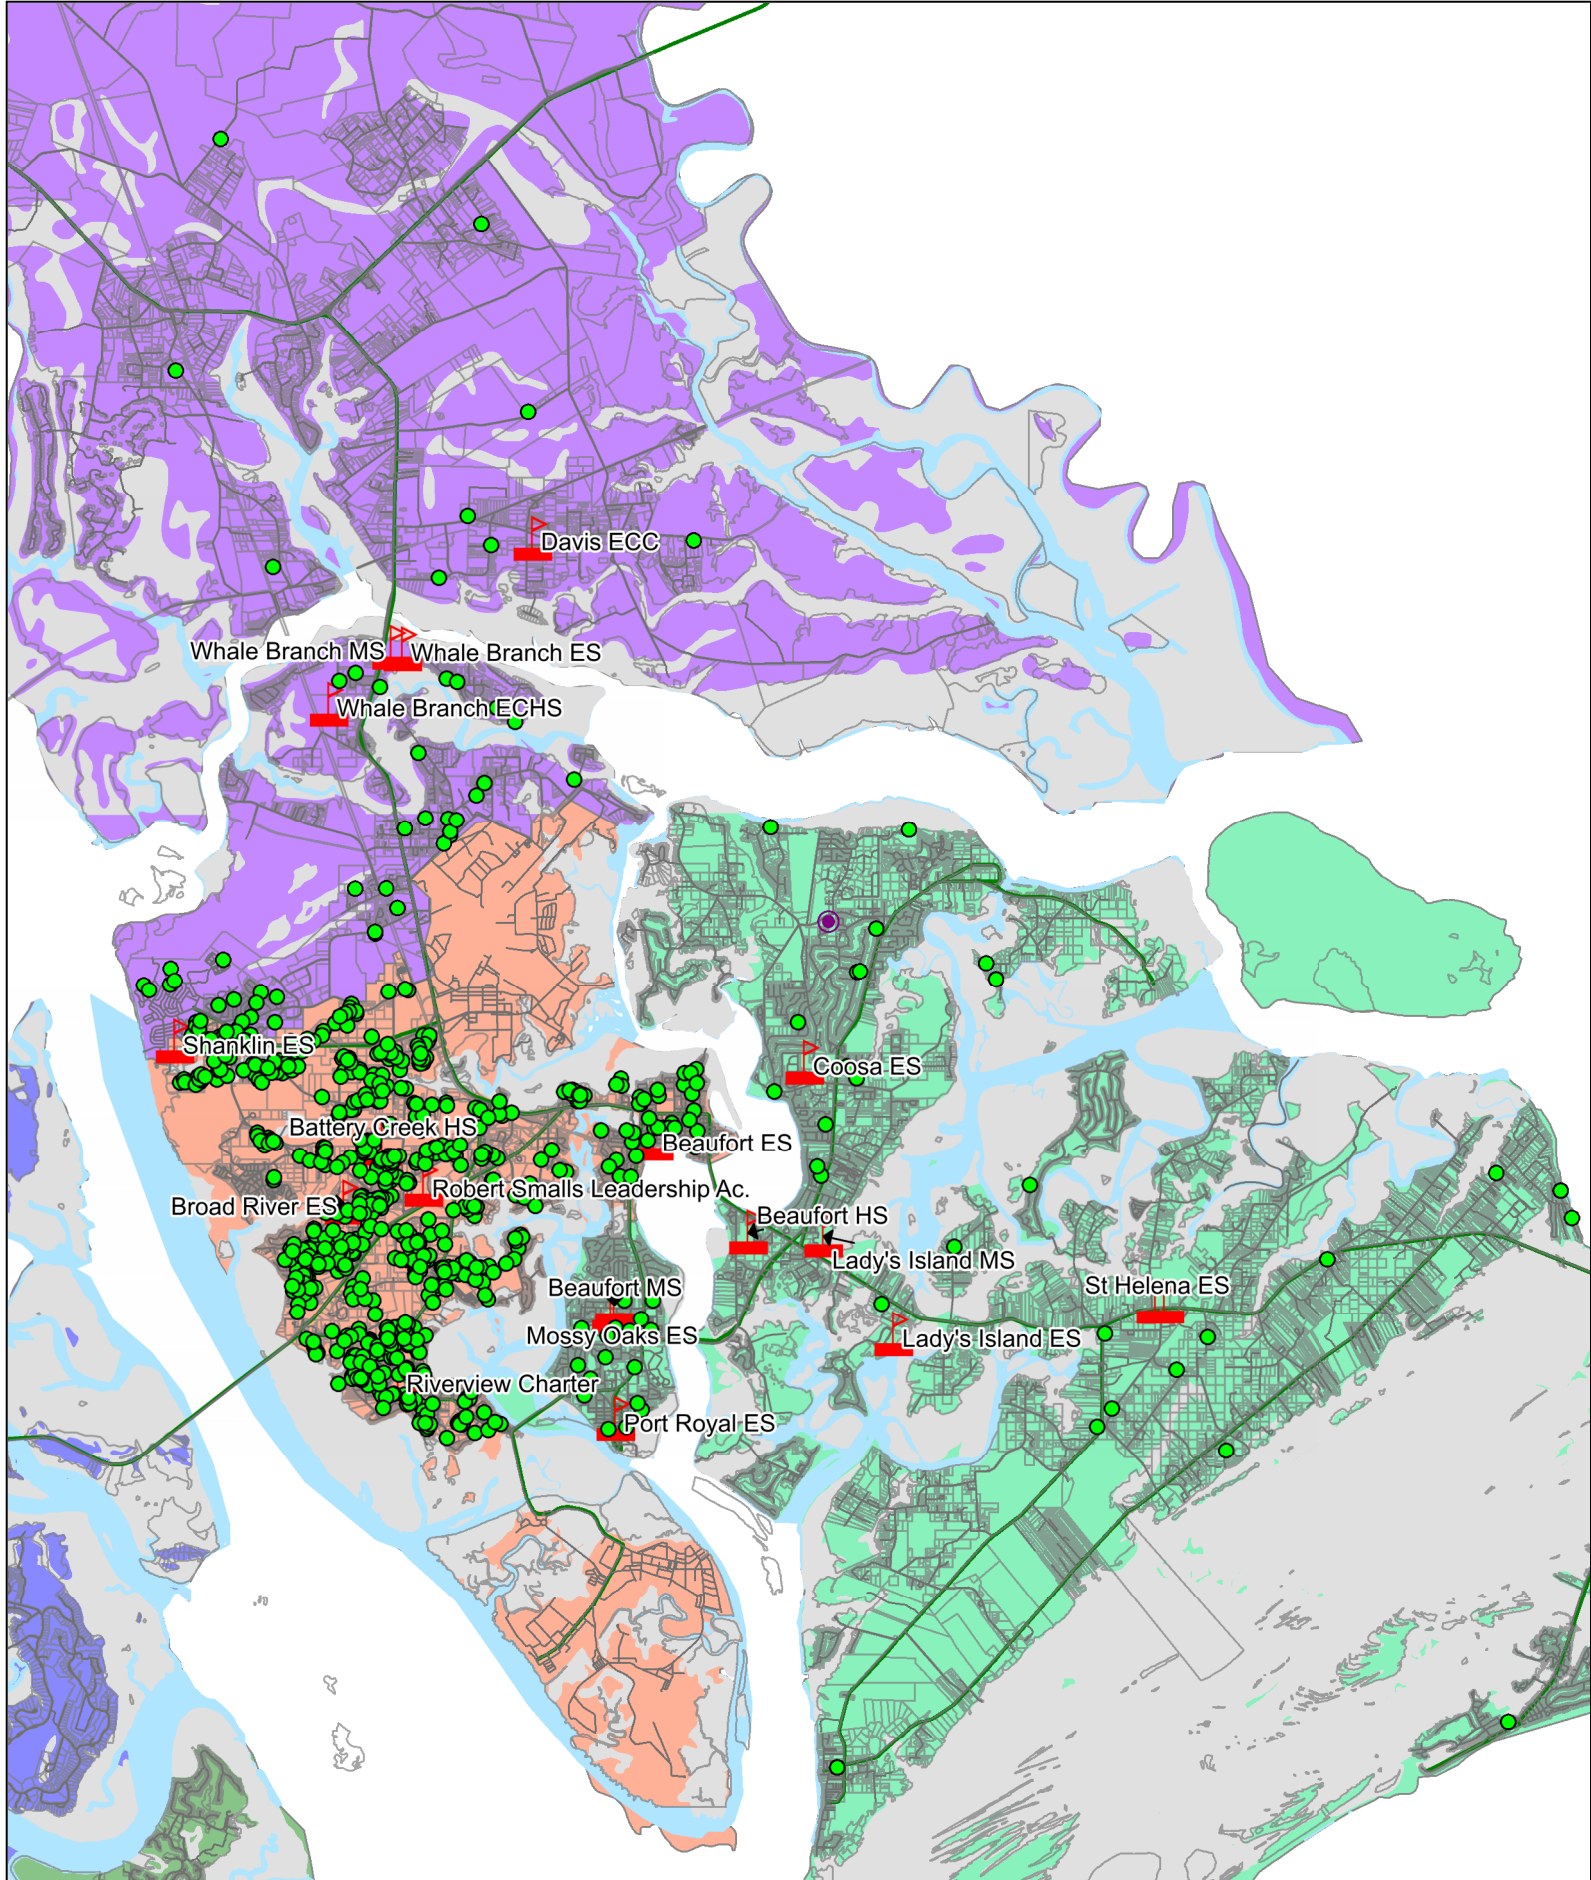 Davis ECC
Whale Branch MS
Whale Branch ES
Whale Branch ECHS
Shanklin ES
Coosa ES
Battery Creek HS
Beaufort ES
Robert Smalls Leadership Ac.
Broad River ES
Beaufort HS
Lady's Island MS
Beaufort MS
St Helena ES
Mossy Oaks ES
Lady's Island ES
Riverview Charter
Port Royal ES